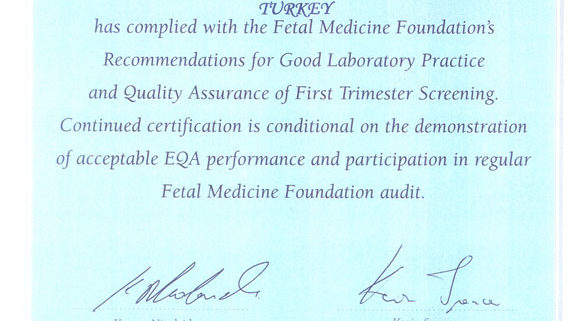 TURKEY
has complied with the Fetal Medicine Foundation's
Recommendations for Good Laboratory Practice
and Quality Assurance of First Trimester Screening.
Continued certification is conditional on the demonstration
of acceptable EQA performance and participation in regular
Fetal Medicine Foundation audit.
Kevin Spence